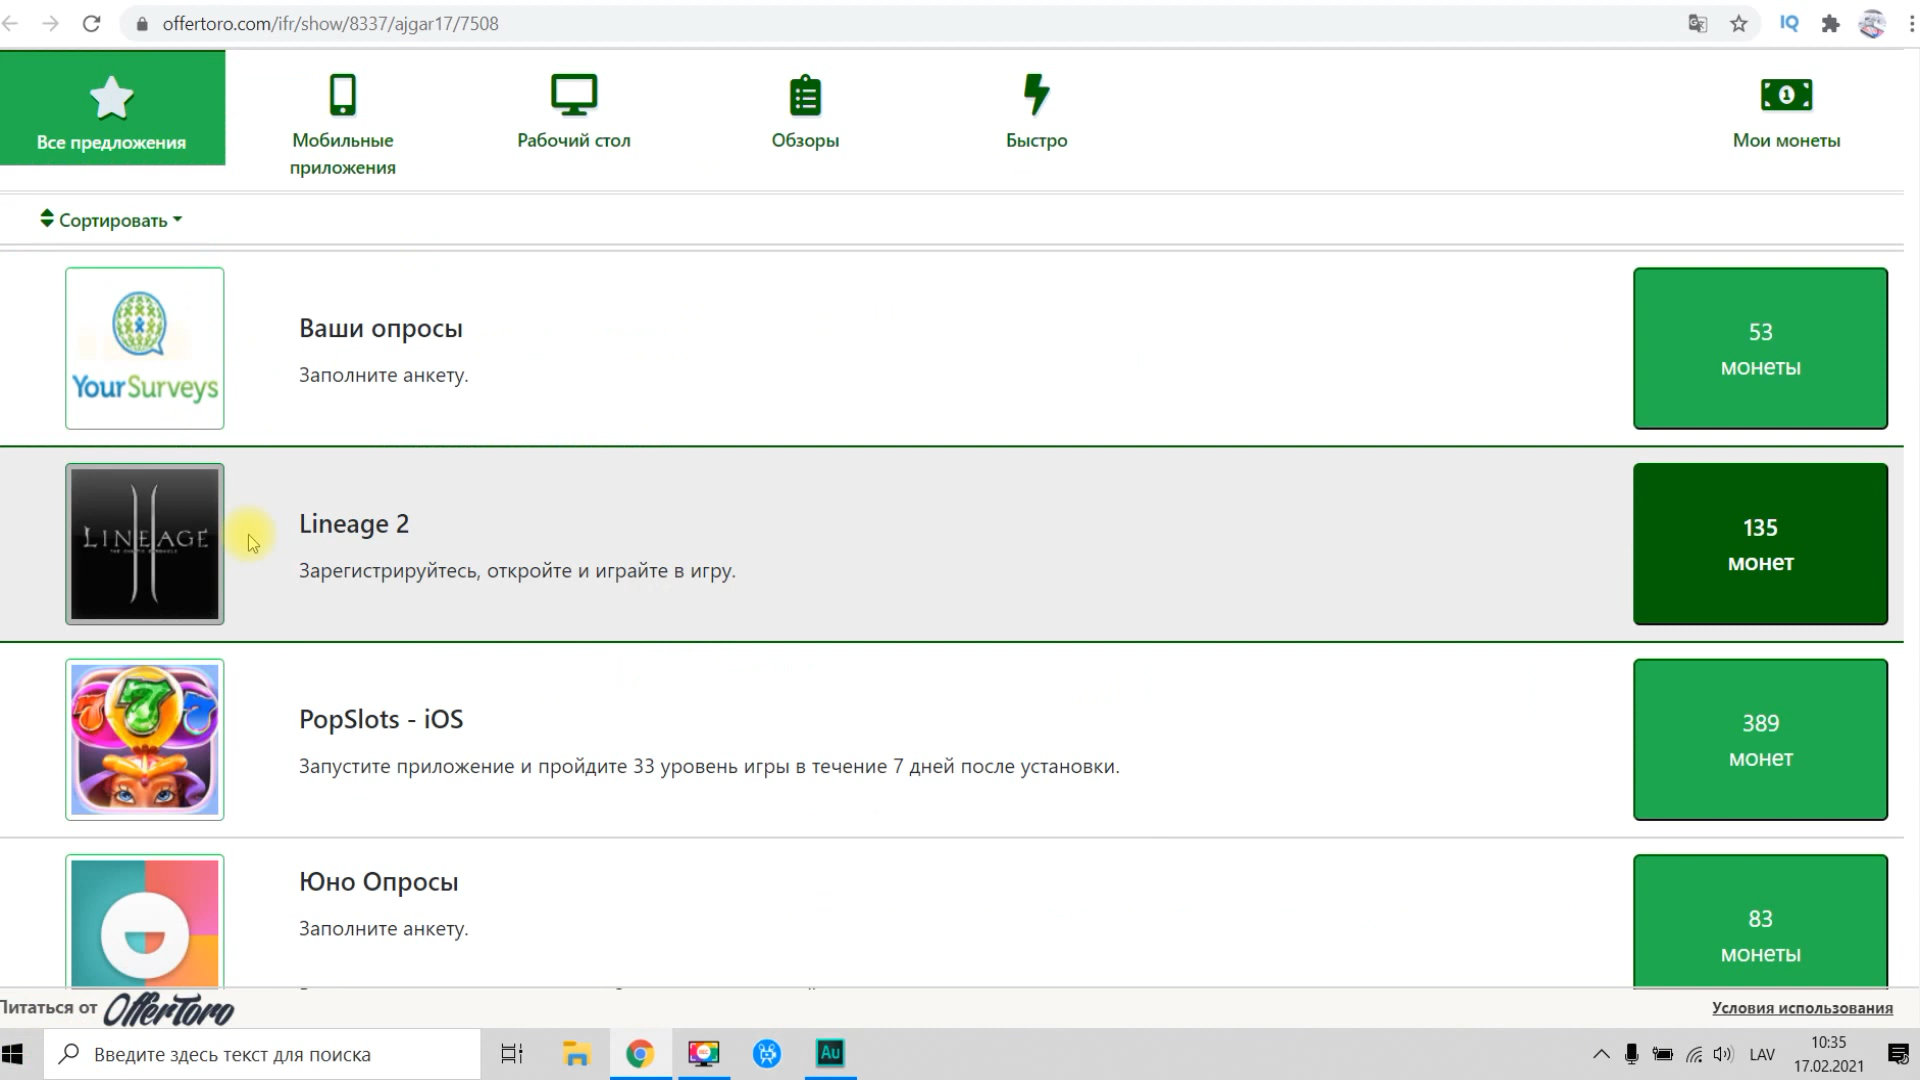 offertoro.com/ifr/show/8337/ajgar17/7508
IQ
Все предложения
Мобильные
приложения
Рабочий стол
Обзоры
Быстро
1
Мои монеты
Сортировать
YourSurveys
Ваши опросы
Заполните анкету.
53
монеты
LINEAGE
Lineage 2
Зарегистрируйтесь, откройте и играйте в игру.
135
монет
777
PopSlots - iOS
Запустите приложение и пройдите 33 уровень игры в течение 7 дней после установки.
389
монет
Юно Опросы
Заполните анкету.
83
монеты
Питаться от OfferToro
Условия использования
Введите здесь текст для поиска
Au
LAV
10:35
17.02.2021